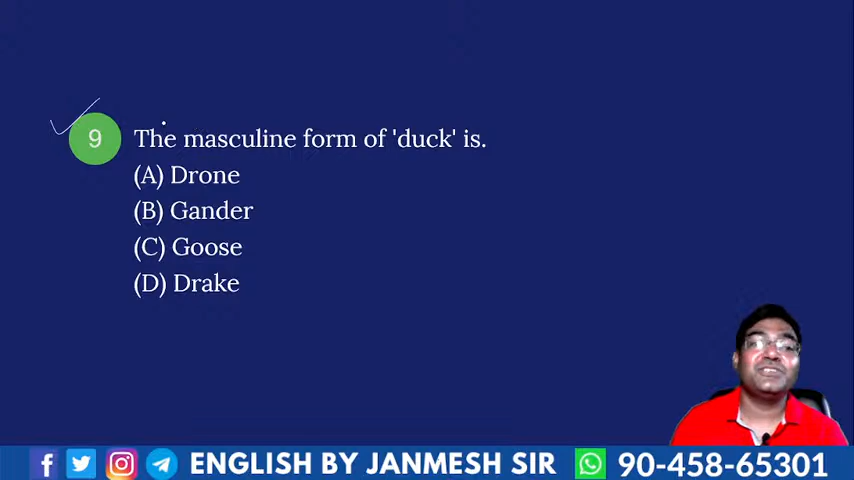 9 The masculine form of 'duck' is.
(A) Drone
(B) Gander
(C) Goose
(D) Drake
ENGLISH BY JANMESH SIR 90-458-65301